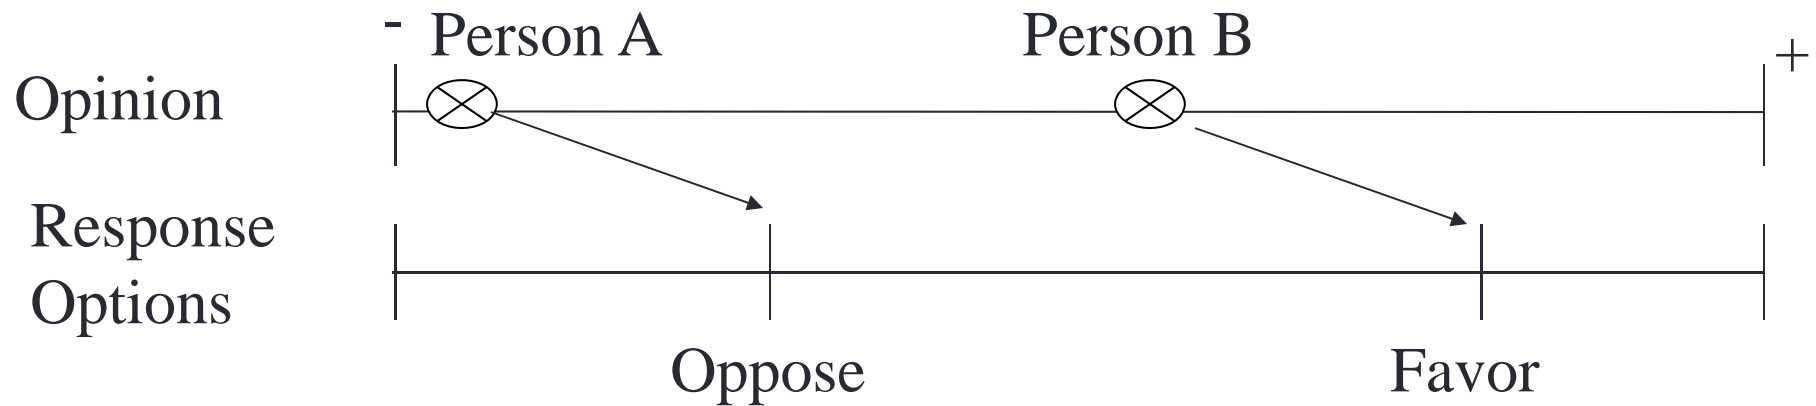 - Person A Person B +
Opinion
Response
Options
Oppose Favor